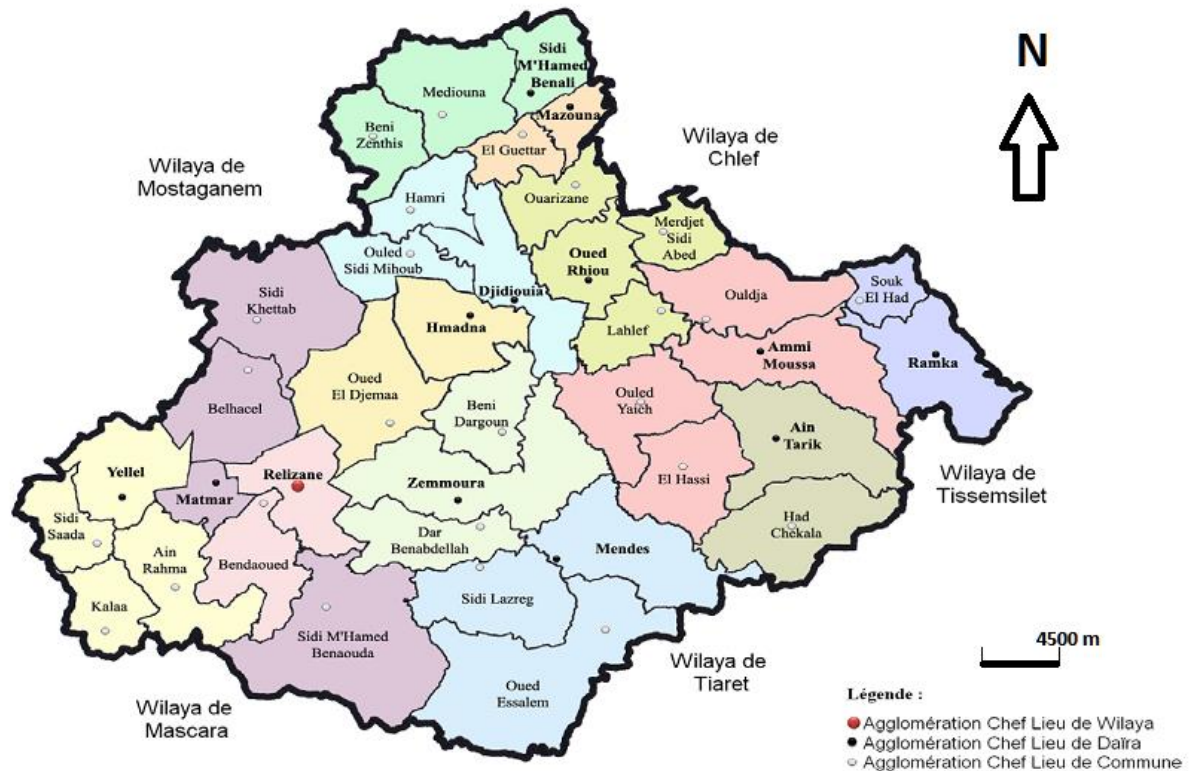 N
Sidi
M'Hamed
Benali
Mediouna
Mazouna
Beni
Zenthis
El Guettar
Wilaya de
Chlef
Wilaya de
Mostaganem
Hamri
Ouarizane
Merdjet
Sidi
Abed
Ouled
Sidi Mihoub
Oued
Rhiou
Souk
El Had
Sidi
Khettab
Djidiouia
Ouldja
Hmadna
Lahlef
Ammi
Moussa
Ramka
Oued
El Djemaa
Belhacel
Beni
Dargoun
Ouled
Yaich
Ain
Tarik
Yellel
Matmar
Relizane
Zemmoura
El Hassi
Wilaya de
Tissemsilet
Sidi
Saada
Had
Chekala
Ain
Rahma
Dar
Benabdellah
Mendes
Bendaoued
Kalaa
Sidi Lazreg
Sidi M'Hamed
Benaouda
4500 m
Wilaya de
Tiaret
Oued
Essalem
Wilaya de
Mascara
Légende :
Agglomération Chef Lieu de Wilaya
Agglomération Chef Lieu de Daïra
Agglomération Chef Lieu de Commune